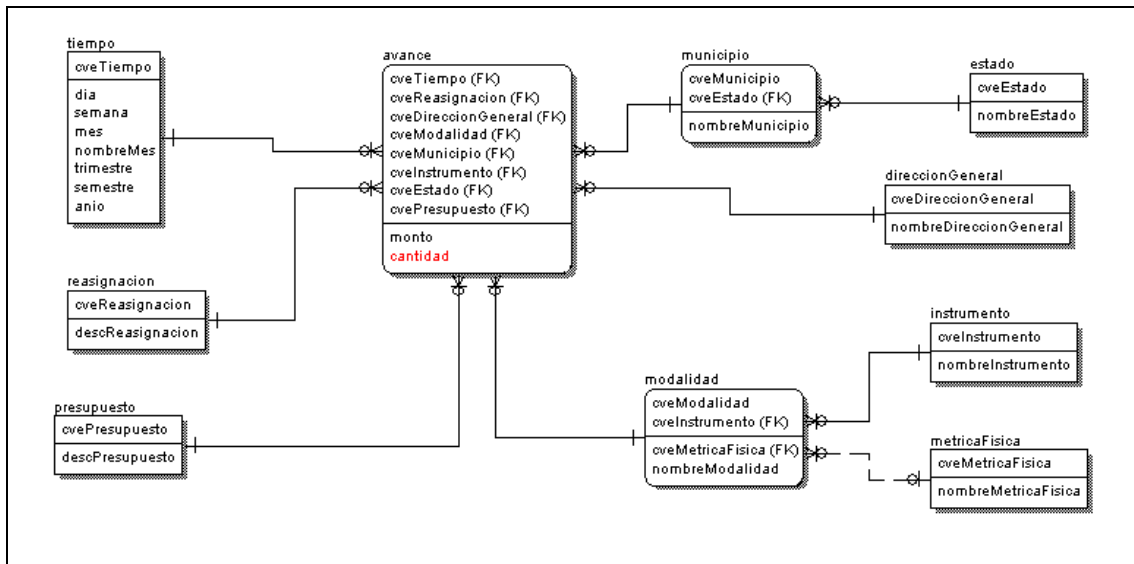 tiempo
cveTiempo
dia
semana
mes
nombreMes
trimestre
semestre
anio
reasignacion
cveReasignacion
descReasignacion
presupuesto
cvePresupuesto
descPresupuesto
avance
cveTiempo (FK)
cveReasignacion (FK)
cveDireccionGeneral (FK)
cveModalidad (FK)
cveMunicipio (FK)
cveInstrumento (FK)
cveEstado (FK)
cvePresupuesto (FK)
monto
cantidad
municipio
cveMunicipio
cveEstado (FK)
nombreMunicipio
estado
cveEstado
nombreEstado
direccionGeneral
cveDireccionGeneral
nombreDireccionGeneral
modalidad
cveModalidad
cveInstrumento (FK)
cveMetricaFisica (FK)
nombreModalidad
instrumento
cveInstrumento
nombreInstrumento
metricaFisica
cveMetricaFisica
nombreMetricaFisica